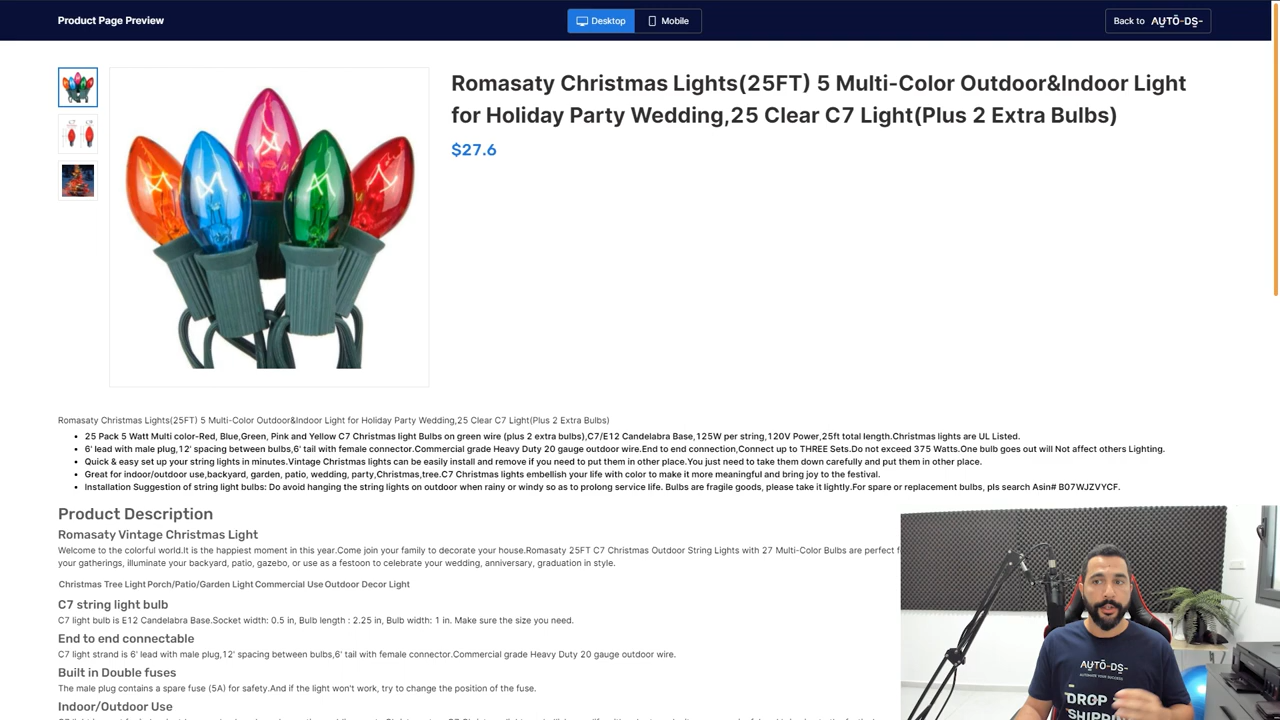 Product Page Preview
Desktop
Mobile
Back to AUTO-DS-
Romasaty Christmas Lights(25FT) 5 Multi-Color Outdoor&Indoor Light
for Holiday Party Wedding,25 Clear C7 Light(Plus 2 Extra Bulbs)
$27.6
Romasaty Christmas Lights(25FT) 5 Multi-Color Outdoor&Indoor Light for Holiday Party Wedding,25 Clear C7 Light(Plus 2 Extra Bulbs)
25 Pack 5 Watt Multi color-Red, Blue,Green, Pink and Yellow C7 Christmas light Bulbs on green wire (plus 2 extra bulbs),C7/E12 Candelabra Base,125W per string,120V Power,25ft total length.Christmas lights are UL Listed.
6' lead with male plug,12' spacing between bulbs,6' tail with female connector.Commercial grade Heavy Duty 20 gauge outdoor wire.End to end connection,Connect up to THREE Sets.Do not exceed 375 Watts.One bulb goes out will Not affect others Lighting.
Quick & easy set up your string lights in minutes.Vintage Christmas lights can be easily install and remove if you need to put them in other place.You just need to take them down carefully and put them in other place.
Great for indoor/outdoor use,backyard, garden, patio, wedding, party,Christmas,tree.C7 Christmas lights embellish your life with color to make it more meaningful and bring joy to the festival.
Installation Suggestion of string light bulbs: Do avoid hanging the string lights on outdoor when rainy or windy so as to prolong service life. Bulbs are fragile goods, please take it lightly.For spare or replacement bulbs, pls search Asin# B07WJZVYCF.
Product Description
Romasaty Vintage Christmas Light
Welcome to the colorful world.It is the happiest moment in this year.Come join your family to decorate your house.Romasaty 25FT C7 Christmas Outdoor String Lights with 27 Multi-Color Bulbs are perfect
your gatherings, illuminate your backyard, patio, gazebo, or use as a festoon to celebrate your wedding, anniversary, graduation in style.
Christmas Tree Light Porch/Patio/Garden Light Commercial Use Outdoor Decor Light
C7 string light bulb
C7 light bulb is E12 Candelabra Base.Socket width: 0.5 in, Bulb length : 2.25 in, Bulb width: 1 in. Make sure the size you need.
End to end connectable
C7 light strand is 6' lead with male plug,12' spacing between bulbs,6' tail with female connector.Commercial grade Heavy Duty 20 gauge outdoor wire.
Built in Double fuses
The male plug contains a spare fuse (5A) for safety.And if the light won't work, try to change the position of the fuse.
Indoor/Outdoor Use
AUTO-DS-
AUTOMATE YOUR SUCCESS
DROP
SHIPPING